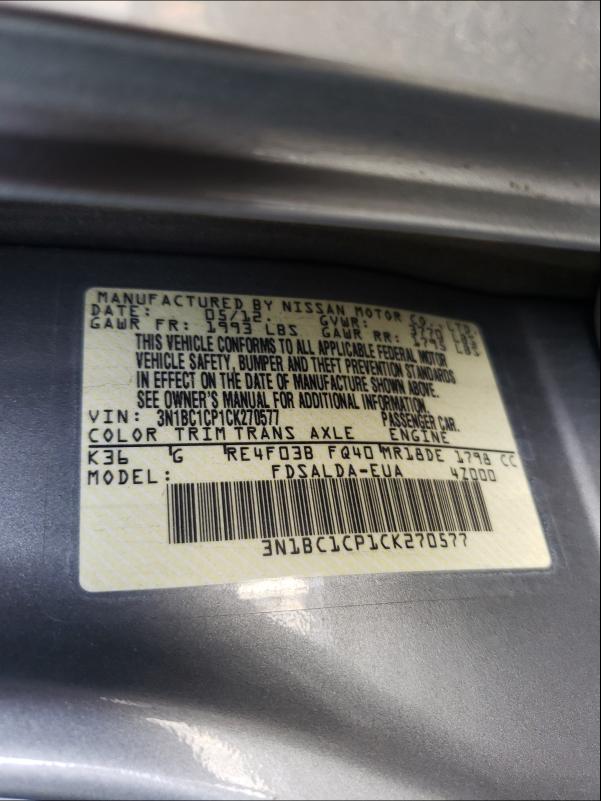 MANUFACTURED BY NISSAN MOTOR CO., LTD.
DATE: 05/12. GVWR:
GAWR FR: 1993 LBS GAWR RR:
THIS VEHICLE CONFORMS TO ALL APPLICABLE FEDERAL MOTOR
VEHICLE SAFETY, BUMPER AND THEFT PREVENTION STANDARDS
IN EFFECT ON THE DATE OF MANUFACTURE SHOWN ABOVE.
SEE OWNER'S MANUAL FOR ADDITIONAL INFORMATION.
VIN: 3N1BC1CP1CK270577 PASSENGER CAR.
COLOR TRIM TRANS AXLE ENGINE
K36 G RE4F03B FQ40 MR18DE 1798 CC
MODEL: FDSALDA-EUA 4Z000
3N1BC1CP1CK270577